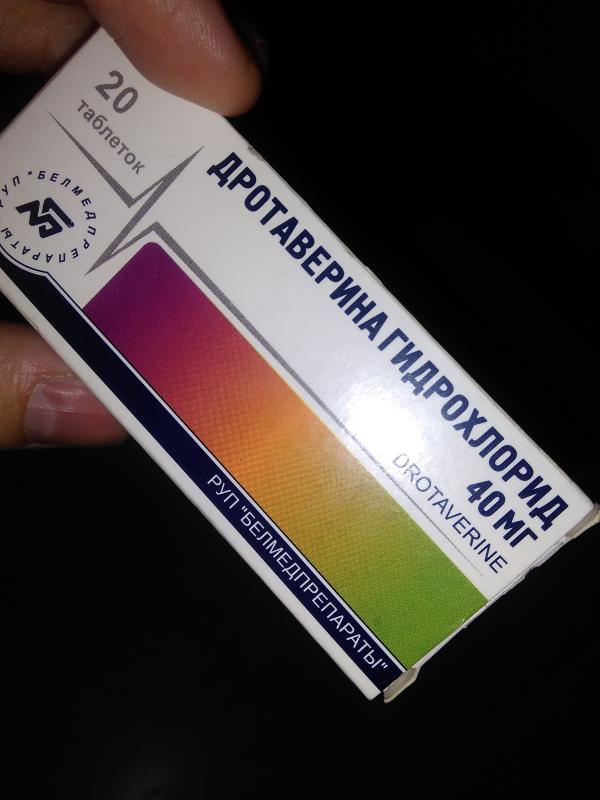 20
таблеток
РУП "БЕЛМЕДПРЕПАРАТЫ"
ДРОТАВЕРИНА ГИДРОХЛОРИД
40 МГ
DROTAVERINE
РУП "БЕЛМЕДПРЕПАРАТЫ"